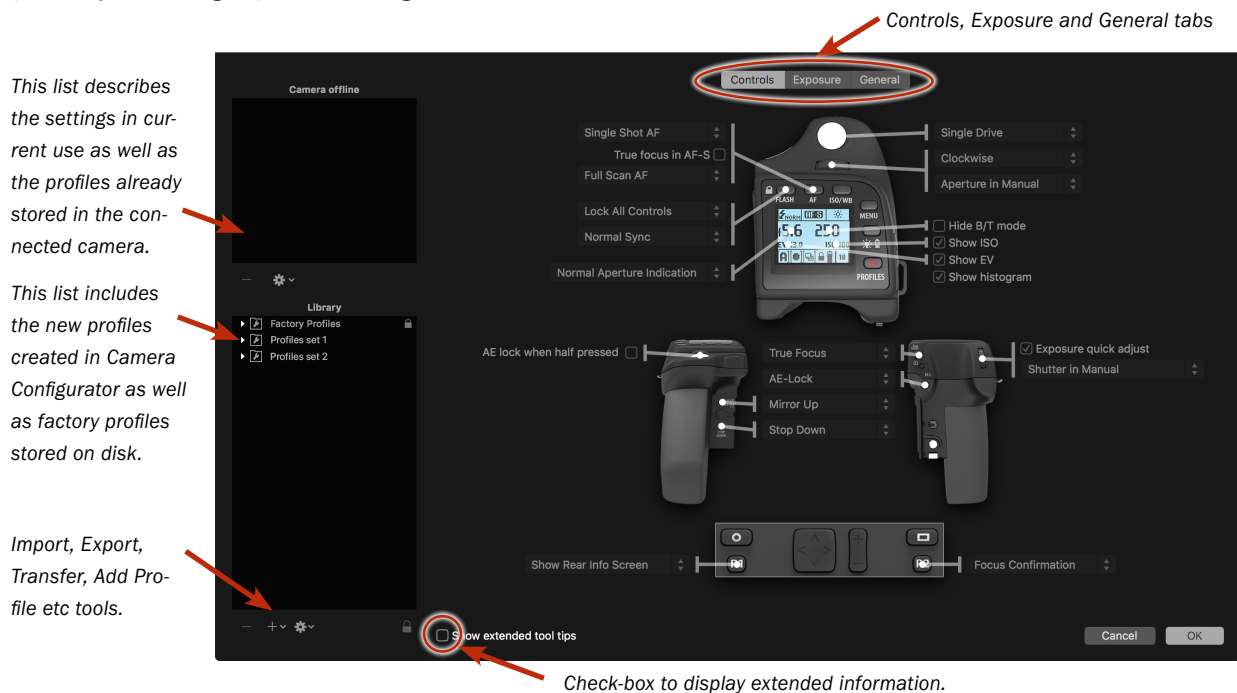 Controls, Exposure and General tabs
This list describes
the settings in cur-
rent use as well as
the profiles already
stored in the con-
nected camera.
This list includes
the new profiles
created in Camera
Configurator as well
as factory profiles
stored on disk.
Import, Export,
Transfer, Add Pro-
file etc tools.
Camera offline
Library
Factory Profiles
Profiles set 1
Profiles set 2
Controls Exposure General
Single Shot AF
True focus in AF-S
Full Scan AF
Lock All Controls
Normal Sync
Normal Aperture Indication
Single Drive
Clockwise
Aperture in Manual
Hide B/T mode
Show ISO
Show EV
Show histogram
FLASH AF ISO/WB
MENU
PROFILES
NORM
5.6 250
18
AE lock when half pressed
True Focus
AE-Lock
Mirror Up
Stop Down
STOP
DOWN
Exposure quick adjust
Shutter in Manual
Show Rear Info Screen
Focus Confirmation
Show extended tool tips
Cancel OK
Check-box to display extended information.